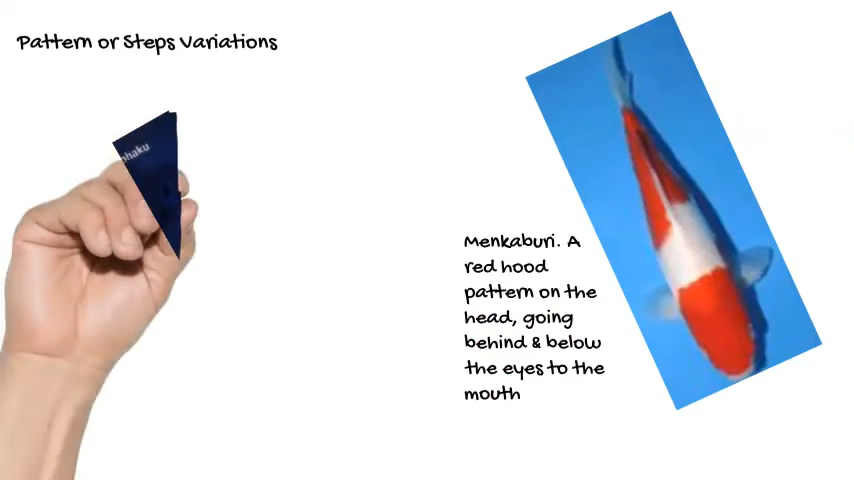 Pattern or Steps Variations
Menkaburi. A
red hood
pattern on the
head, going
behind & below
the eyes to the
mouth